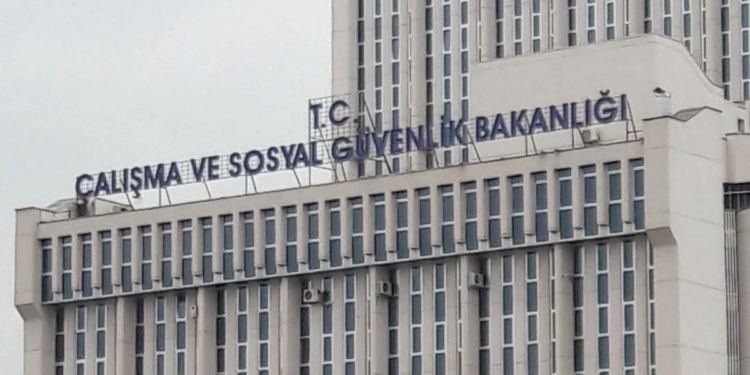 T.C.
ÇALIŞMA VE SOSYAL GÜVENLİK BAKANLIĞI